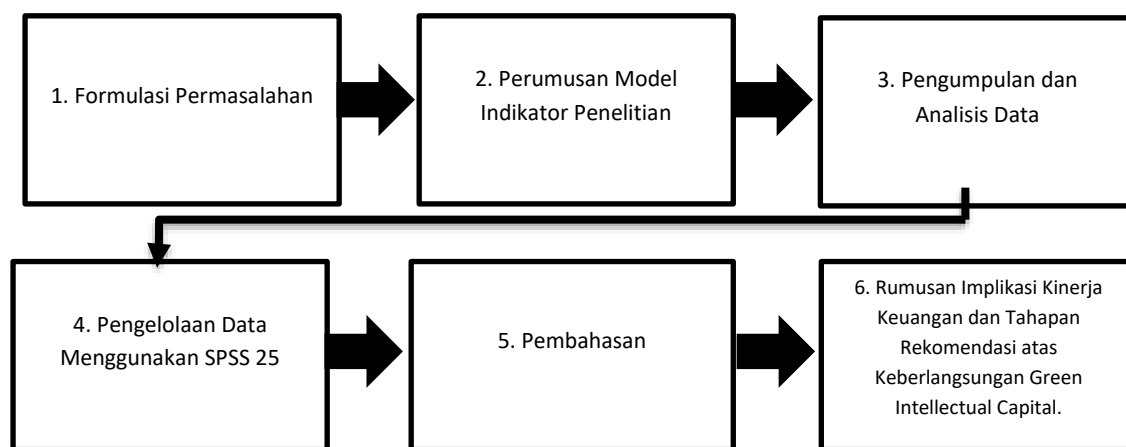 1. Formulasi Permasalahan
2. Perumusan Model
Indikator Penelitian
3. Pengumpulan dan
Analisis Data
4. Pengelolaan Data
Menggunakan SPSS 25
5. Pembahasan
6. Rumusan Implikasi Kinerja
Keuangan dan Tahapan
Rekomendasi atas
Keberlangsungan Green
Intellectual Capital.